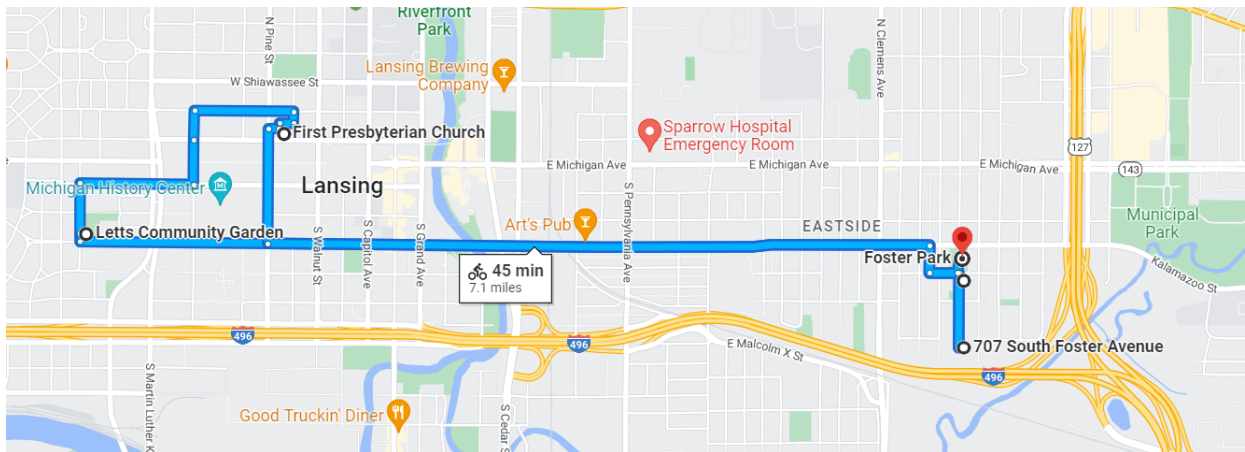 Riverfront
Park
N Pine St
N Clemens Ave
W Shiawassee St
Lansing Brewing
Company
127
First Presbyterian Church
Sparrow Hospital
Emergency Room
E Michigan Ave
E Michigan Ave
E Michigan Ave
143
Michigan History Center
Lansing
S Pennsylvania Ave
Letts Community Garden
S Walnut St
S Capitol Ave
S Grand Ave
Art's Pub
EASTSIDE
Municipal
Park
Foster Park
Kalamazoo St
45 min
7.1 miles
496
496
E Malcolm X St
707 South Foster Avenue
496
S Martin Luther K
Good Truckin' Diner
S Cedar S